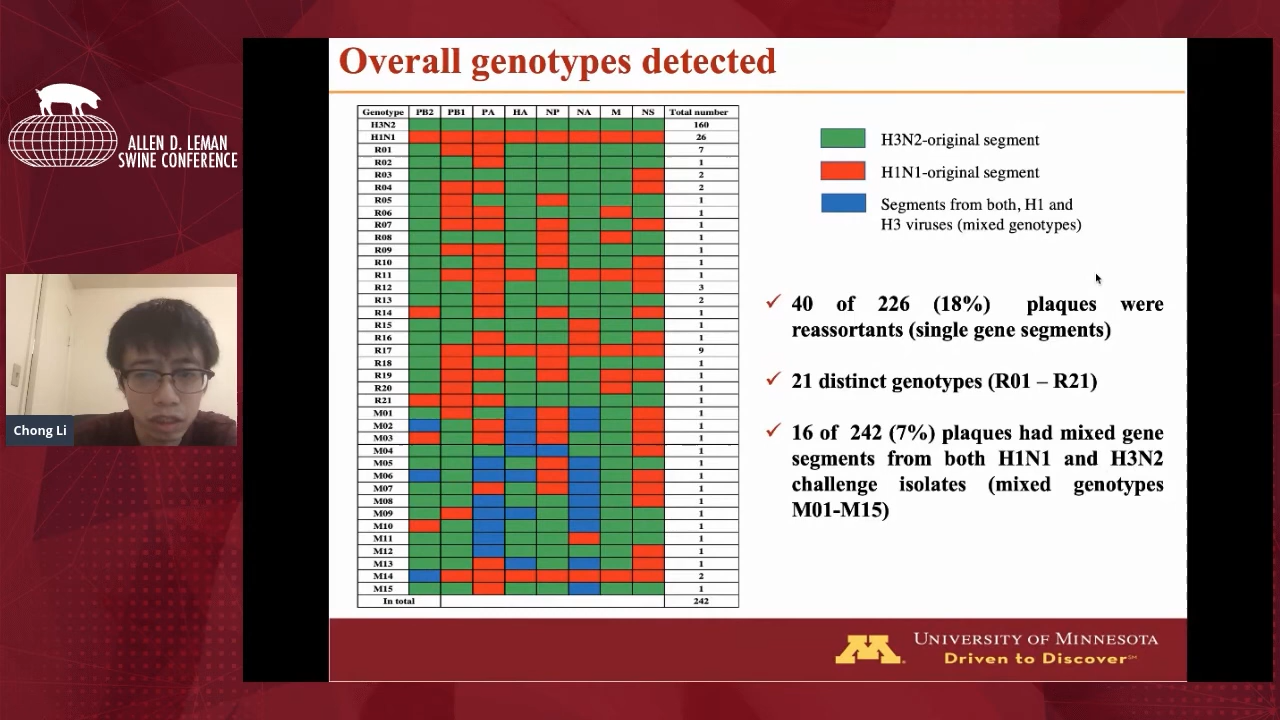 Overall genotypes detected
ALLEN D. LEMAN
SWINE CONFERENCE
Chong Li
Genotype PB2 PB1 PA HA NP NA M NS Total number
H3N2 160
H1N1 26
R01 7
R02 1
R03 2
R04 2
R05 1
R06 1
R07 1
R08 1
R09 1
R10 1
R11 1
R12 3
R13 2
R14 1
R15 1
R16 1
R17 9
R18 1
R19 1
R20 1
R21 1
M01 1
M02 1
M03 1
M04 1
M05 1
M06 1
M07 1
M08 1
M09 1
M10 1
M11 1
M12 1
M13 1
M14 2
M15 1
In total 242
H3N2-original segment
H1N1-original segment
Segments from both, H1 and
H3 viruses (mixed genotypes)
✓ 40 of 226 (18%) plaques were
reassortants (single gene segments)
✓ 21 distinct genotypes (R01 – R21)
✓ 16 of 242 (7%) plaques had mixed gene
segments from both H1N1 and H3N2
challenge isolates (mixed genotypes
M01-M15)
UNIVERSITY OF MINNESOTA
Driven to Discover℠